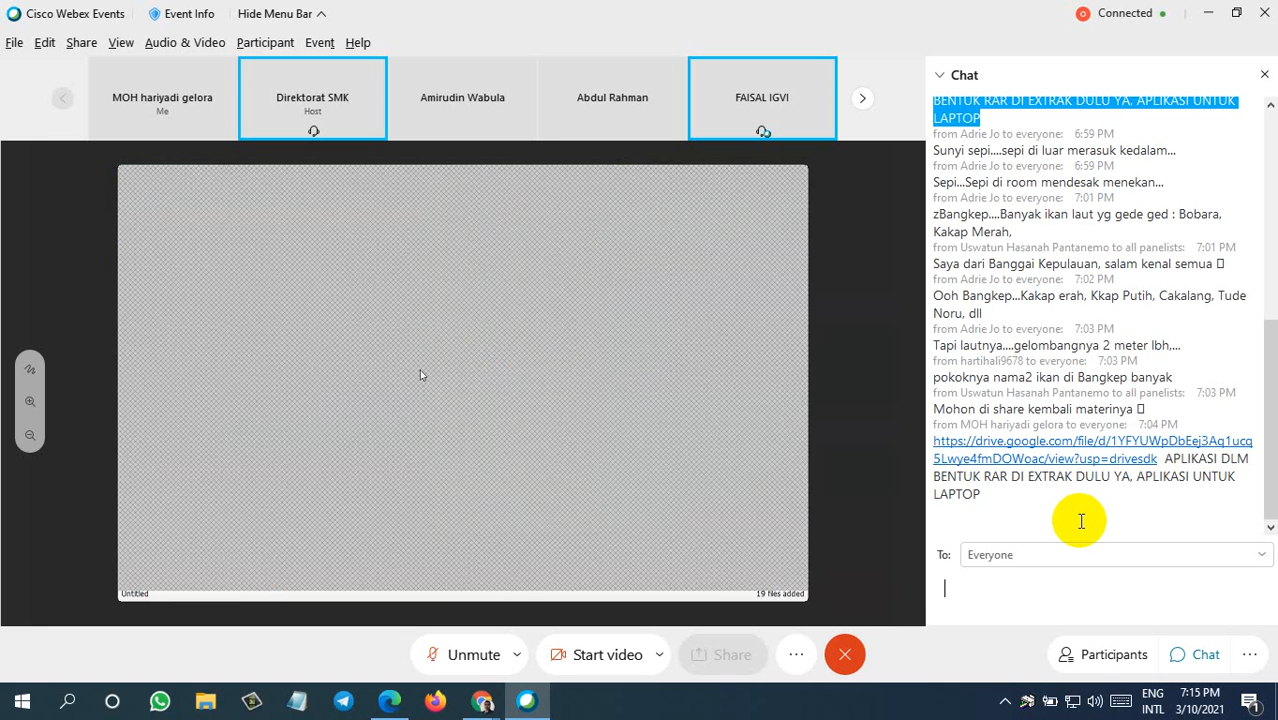 Cisco Webex Events
Event Info
Hide Menu Bar
Connected
File Edit Share View Audio & Video Participant Event Help
MOH hariyadi gelora
Me
Direktorat SMK
Host
Amirudin Wabula
Abdul Rahman
FAISAL IGVI
Untitled
19 files added
Chat
BENTUK RAR DI EXTRAK DULU YA, APLIKASI UNTUK
LAPTOP
from Adrie Jo to everyone: 6:59 PM
Sunyi sepi....sepi di luar merasuk kedalam...
from Adrie Jo to everyone: 6:59 PM
Sepi...Sepi di room mendesak menekan...
from Adrie Jo to everyone: 7:01 PM
zBangkep....Banyak ikan laut yg gede ged : Bobara,
Kakap Merah,
from Uswatun Hasanah Pantanemo to all panelists: 7:01 PM
Saya dari Banggai Kepulauan, salam kenal semua
from Adrie Jo to everyone: 7:02 PM
Ooh Bangkep...Kakap erah, Kkap Putih, Cakalang, Tude
Noru, dll
from Adrie Jo to everyone: 7:03 PM
Tapi lautnya....gelombangnya 2 meter lbh,...
from hartihali9678 to everyone: 7:03 PM
pokoknya nama2 ikan di Bangkep banyak
from Uswatun Hasanah Pantanemo to all panelists: 7:03 PM
Mohon di share kembali materinya
from MOH hariyadi gelora to everyone: 7:04 PM
https://drive.google.com/file/d/1YFYUWpDbEej3Aq1ucq
5Lwye4fmDOWoac/view?usp=drivesdk APLIKASI DLM
BENTUK RAR DI EXTRAK DULU YA, APLIKASI UNTUK
LAPTOP
To: Everyone
Unmute
Start video
Share
Participants
Chat
ENG
INTL
7:15 PM
3/10/2021
1